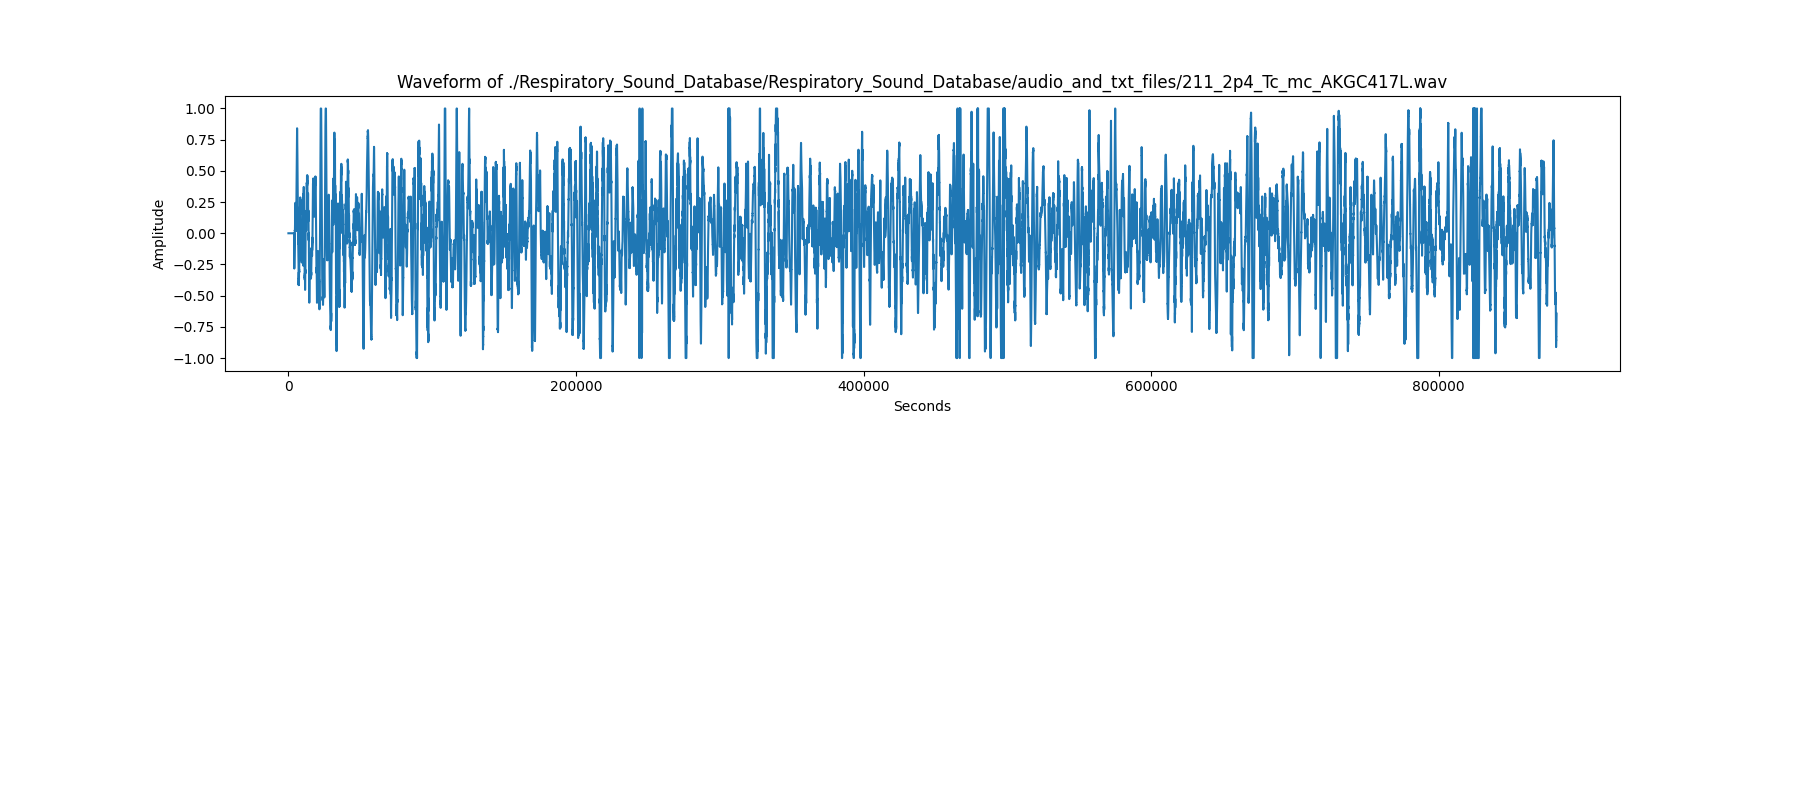 Waveform of ./Respiratory_Sound_Database/Respiratory_Sound_Database/audio_and_txt_files/211_2p4_Tc_mc_AKGC417L.wav
1.00
0.75
0.50
0.25
0.00
−0.25
−0.50
−0.75
−1.00
Amplitude
0 200000 400000 600000 800000
Seconds